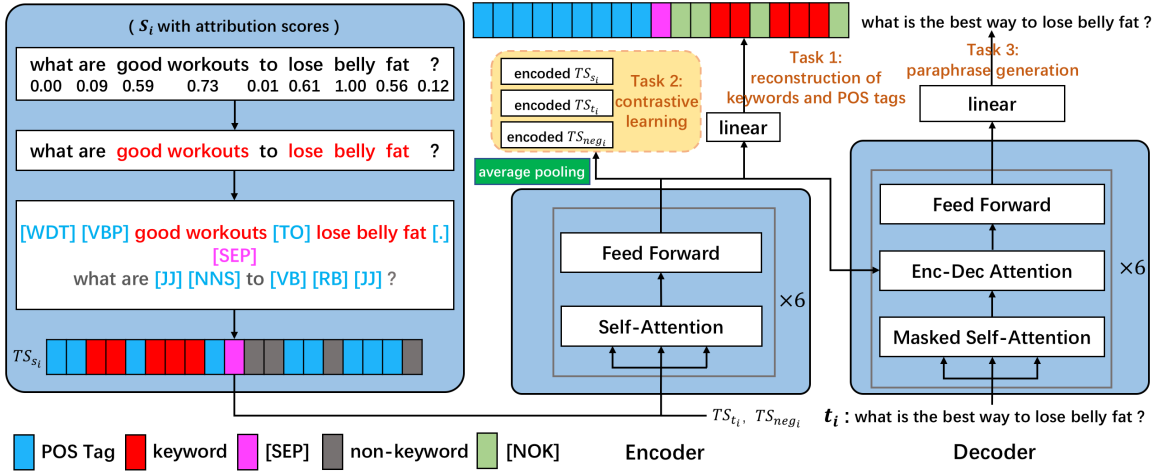 ( S_i with attribution scores )
what are good workouts to lose belly fat ?
0.00 0.09 0.59 0.73 0.01 0.61 1.00 0.56 0.12
what are good workouts to lose belly fat ?
[WDT] [VBP] good workouts [TO] lose belly fat [.]
[SEP]
what are [JJ] [NNS] to [VB] [RB] [JJ] ?
TS_{s_i}
encoded TS_{s_i}
encoded TS_{t_i}
encoded TS_{neg_i}
Task 2:
contrastive
learning
average pooling
Task 1:
reconstruction of
keywords and POS tags
linear
Feed Forward
Self-Attention
×6
TS_{t_i}, TS_{neg_i}
Encoder
what is the best way to lose belly fat ?
Task 3:
paraphrase generation
linear
Feed Forward
Enc-Dec Attention
Masked Self-Attention
×6
t_i : what is the best way to lose belly fat ?
Decoder
POS Tag
keyword
[SEP]
non-keyword
[NOK]